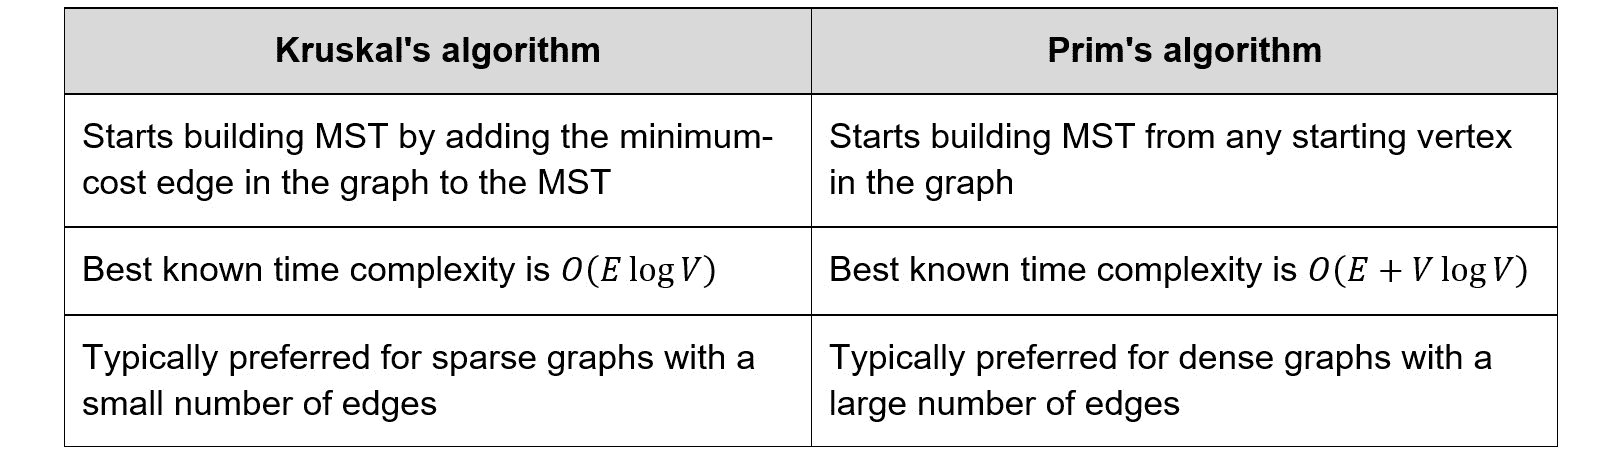 Kruskal's algorithm
Prim's algorithm
Starts building MST by adding the minimum-
cost edge in the graph to the MST
Starts building MST from any starting vertex
in the graph
Best known time complexity is O(E log V)
Best known time complexity is O(E + V log V)
Typically preferred for sparse graphs with a
small number of edges
Typically preferred for dense graphs with a
large number of edges